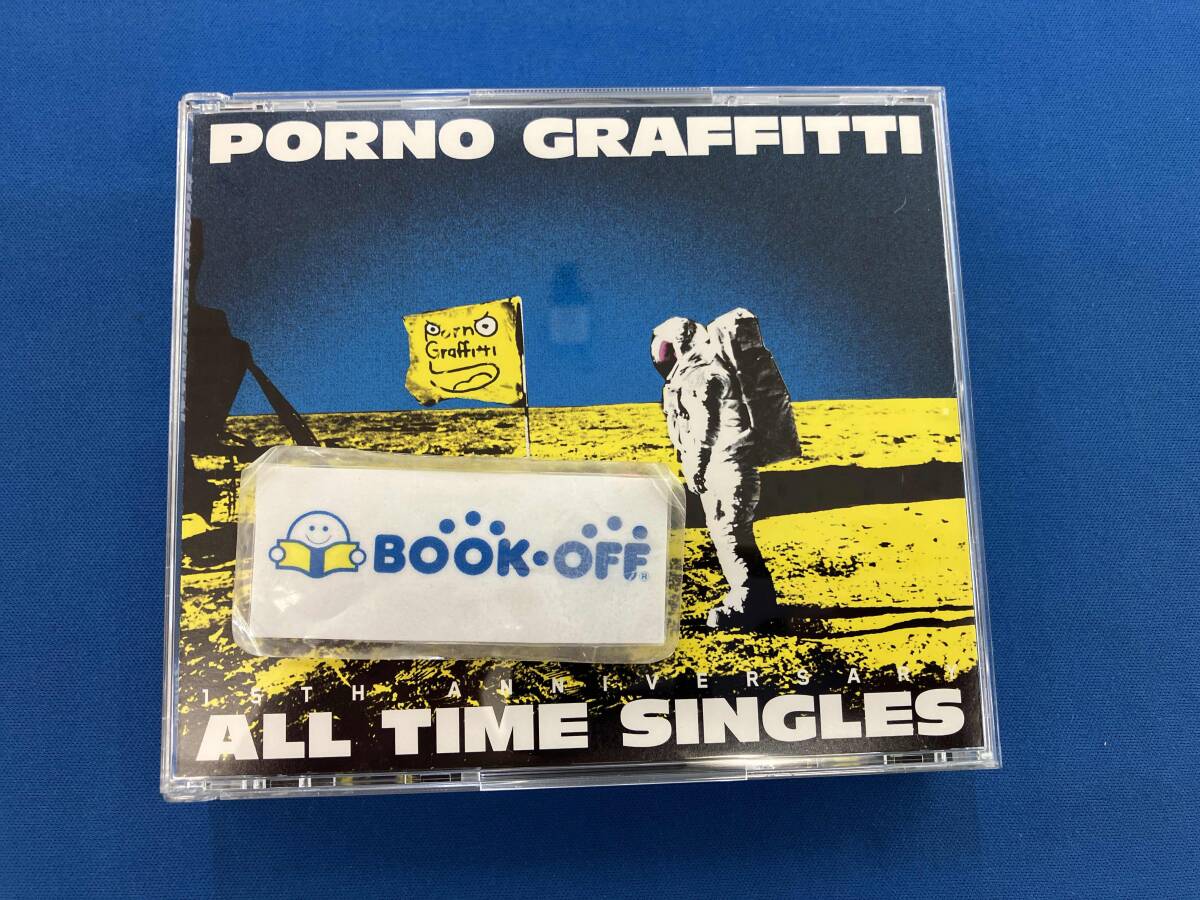 PORNO GRAFFITTI
PornO
Graffitti
BOOK·OFF®
15TH ANNIVERSARY
ALL TIME SINGLES